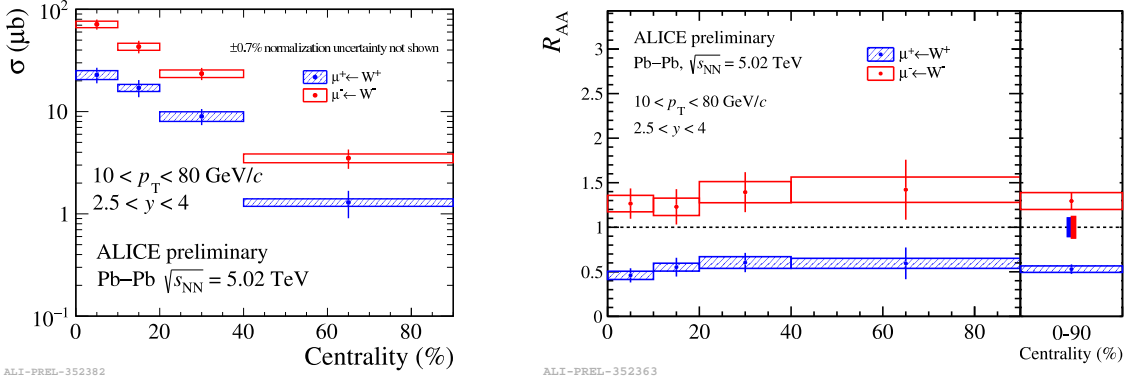 σ (μb)
10²
10
1
10⁻¹
±0.7% normalization uncertainty not shown
μ⁺←W⁺
μ⁻←W⁻
10 < p_T < 80 GeV/c
2.5 < y < 4
ALICE preliminary
Pb−Pb √s_NN = 5.02 TeV
0 20 40 60 80
Centrality (%)
ALI-PREL-352382
R_AA
3
2.5
2
1.5
1
0.5
0
ALICE preliminary
Pb−Pb, √s_NN = 5.02 TeV
10 < p_T < 80 GeV/c
2.5 < y < 4
μ⁺←W⁺
μ⁻←W⁻
0 20 40 60 80
Centrality (%)
0-90
Centrality (%)
ALI-PREL-352363